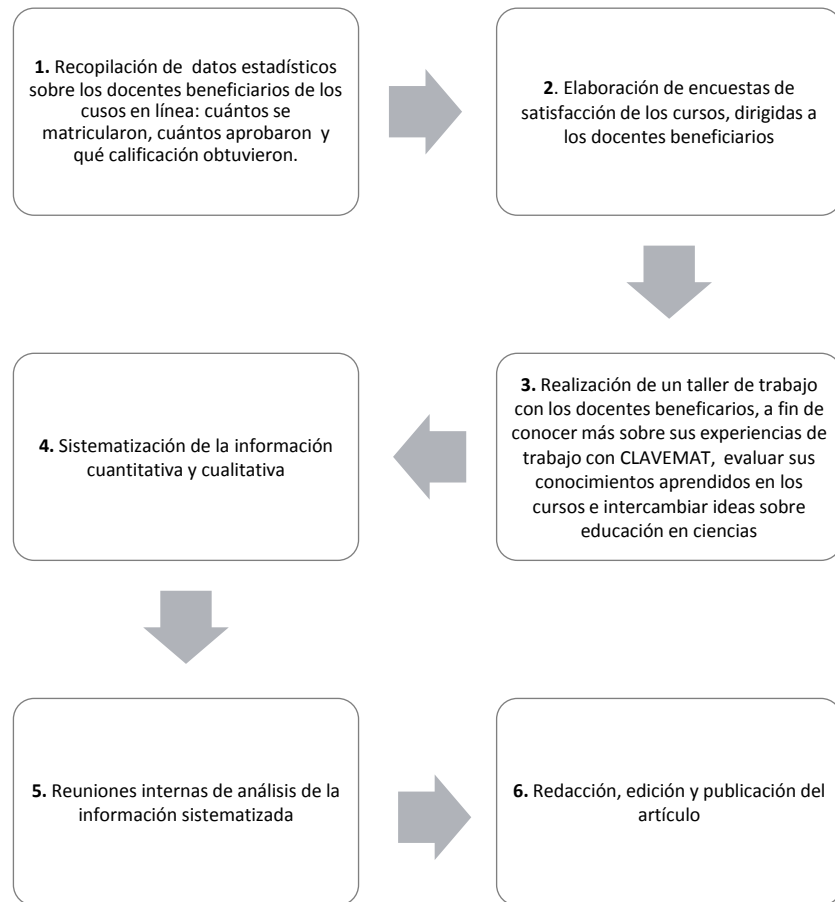 1. Recopilación de datos estadísticos
sobre los docentes beneficiarios de los
cusos en línea: cuántos se
matricularon, cuántos aprobaron y
qué calificación obtuvieron.
2. Elaboración de encuestas de
satisfacción de los cursos, dirigidas a
los docentes beneficiarios
3. Realización de un taller de trabajo
con los docentes beneficarios, a fin de
conocer más sobre sus experiencias de
trabajo con CLAVEMAT, evaluar sus
conocimientos aprendidos en los
cursos e intercambiar ideas sobre
educación en ciencias
4. Sistematización de la información
cuantitativa y cualitativa
5. Reuniones internas de análisis de la
información sistematizada
6. Redacción, edición y publicación del
artículo